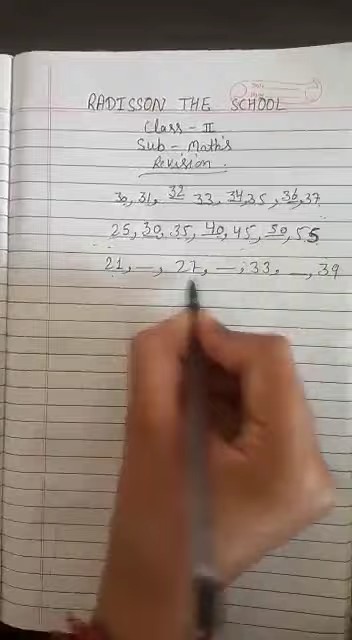 RADISSON THE SCHOOL
Class - II
Sub - Math's
Revision.
30, 31, 32 33, 34, 35, 36, 37
25, 30, 35, 40, 45, 50, 55
21, _, 27, _, 33, _, 39